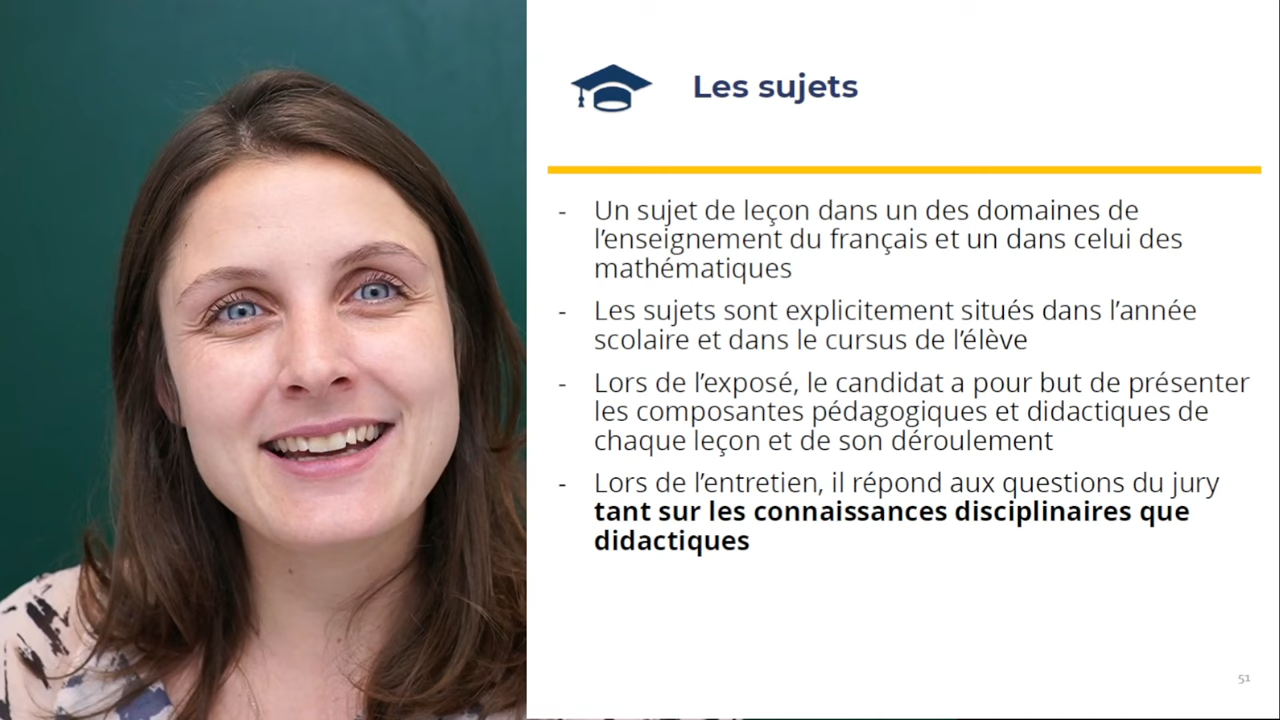 Les sujets
- Un sujet de leçon dans un des domaines de
l’enseignement du français et un dans celui des
mathématiques
- Les sujets sont explicitement situés dans l’année
scolaire et dans le cursus de l’élève
- Lors de l’exposé, le candidat a pour but de présenter
les composantes pédagogiques et didactiques de
chaque leçon et de son déroulement
- Lors de l’entretien, il répond aux questions du jury
tant sur les connaissances disciplinaires que
didactiques
51